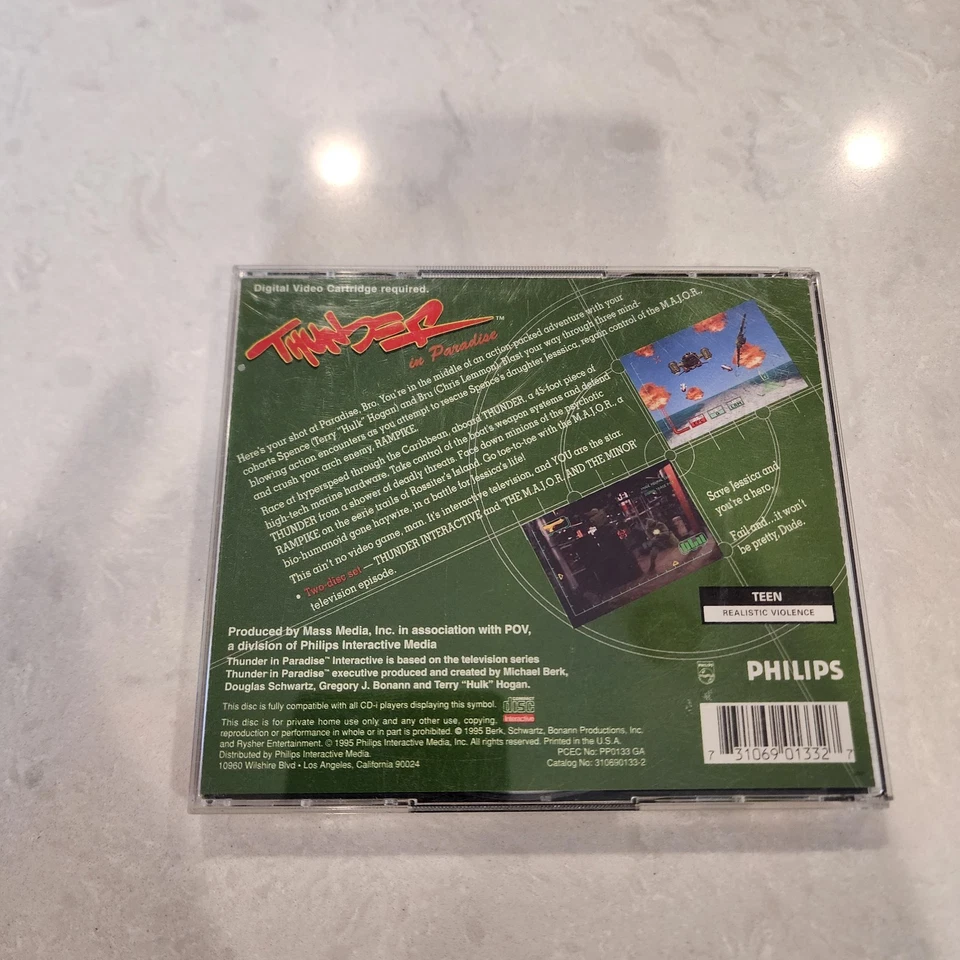 Digital Video Cartridge required.
THUNDER™
in Paradise
Here's your shot at Paradise, Bro. You're in the middle of an action-packed adventure with your
cohorts Spence (Terry "Hulk" Hogan) and Bru (Chris Lemmon). Blast your way through three mind-
blowing action encounters as you attempt to rescue Spence's daughter Jesssica, regain control of the M.A.J.O.R.,
and crush your arch enemy, RAMPIKE.
Race at hyperspeed through the Caribbean, aboard THUNDER, a 45-foot piece of
high-tech marine hardware. Take control of the boat's weapon systems and defend
THUNDER from a shower of deadly threats. Face down minions of the psychotic
RAMPIKE on the eerie trails of Rossiter's Island. Go toe-to-toe with the M.A.J.O.R., a
bio-humanoid gone haywire, in a battle for Jessica's life!
This ain't no video game, man. It's interactive television, and YOU are the star
• Two-disc set — THUNDER INTERACTIVE and 'THE M.A.J.O.R. AND THE MINOR'
television episode.
Save Jessica and
you're a hero.
Fail and...it won't
be pretty, Dude.
TEEN
REALISTIC VIOLENCE
Produced by Mass Media, Inc. in association with POV,
a division of Philips Interactive Media
Thunder in Paradise™ Interactive is based on the television series
Thunder in Paradise™ executive produced and created by Michael Berk,
Douglas Schwartz, Gregory J. Bonann and Terry "Hulk" Hogan.
PHILIPS
PHILIPS
This disc is fully compatible with all CD-i players displaying this symbol.
COMPACT
disc
Interactive
This disc is for private home use only and any other use, copying,
reproduction or performance in whole or in part is prohibited. © 1995 Berk, Schwartz, Bonann Productions, Inc.
and Rysher Entertainment. © 1995 Philips Interactive Media, Inc. All rights reserved. Printed in the U.S.A.
Distributed by Philips Interactive Media.
10960 Wilshire Blvd • Los Angeles, California 90024
PCEC No: PP0133 GA
Catalog No: 310690133-2
7 31069 01332 7